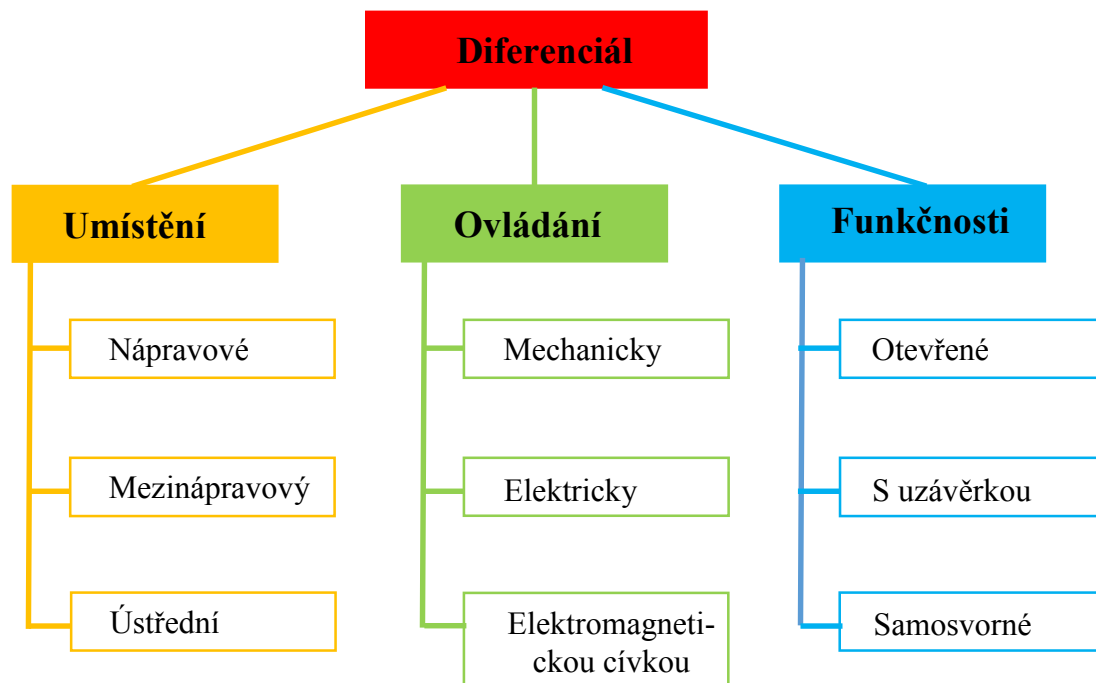 Diferenciál
Umístění
Nápravové
Mezinápravový
Ústřední
Ovládání
Mechanicky
Elektricky
Elektromagneti-
ckou cívkou
Funkčnosti
Otevřené
S uzávěrkou
Samosvorné